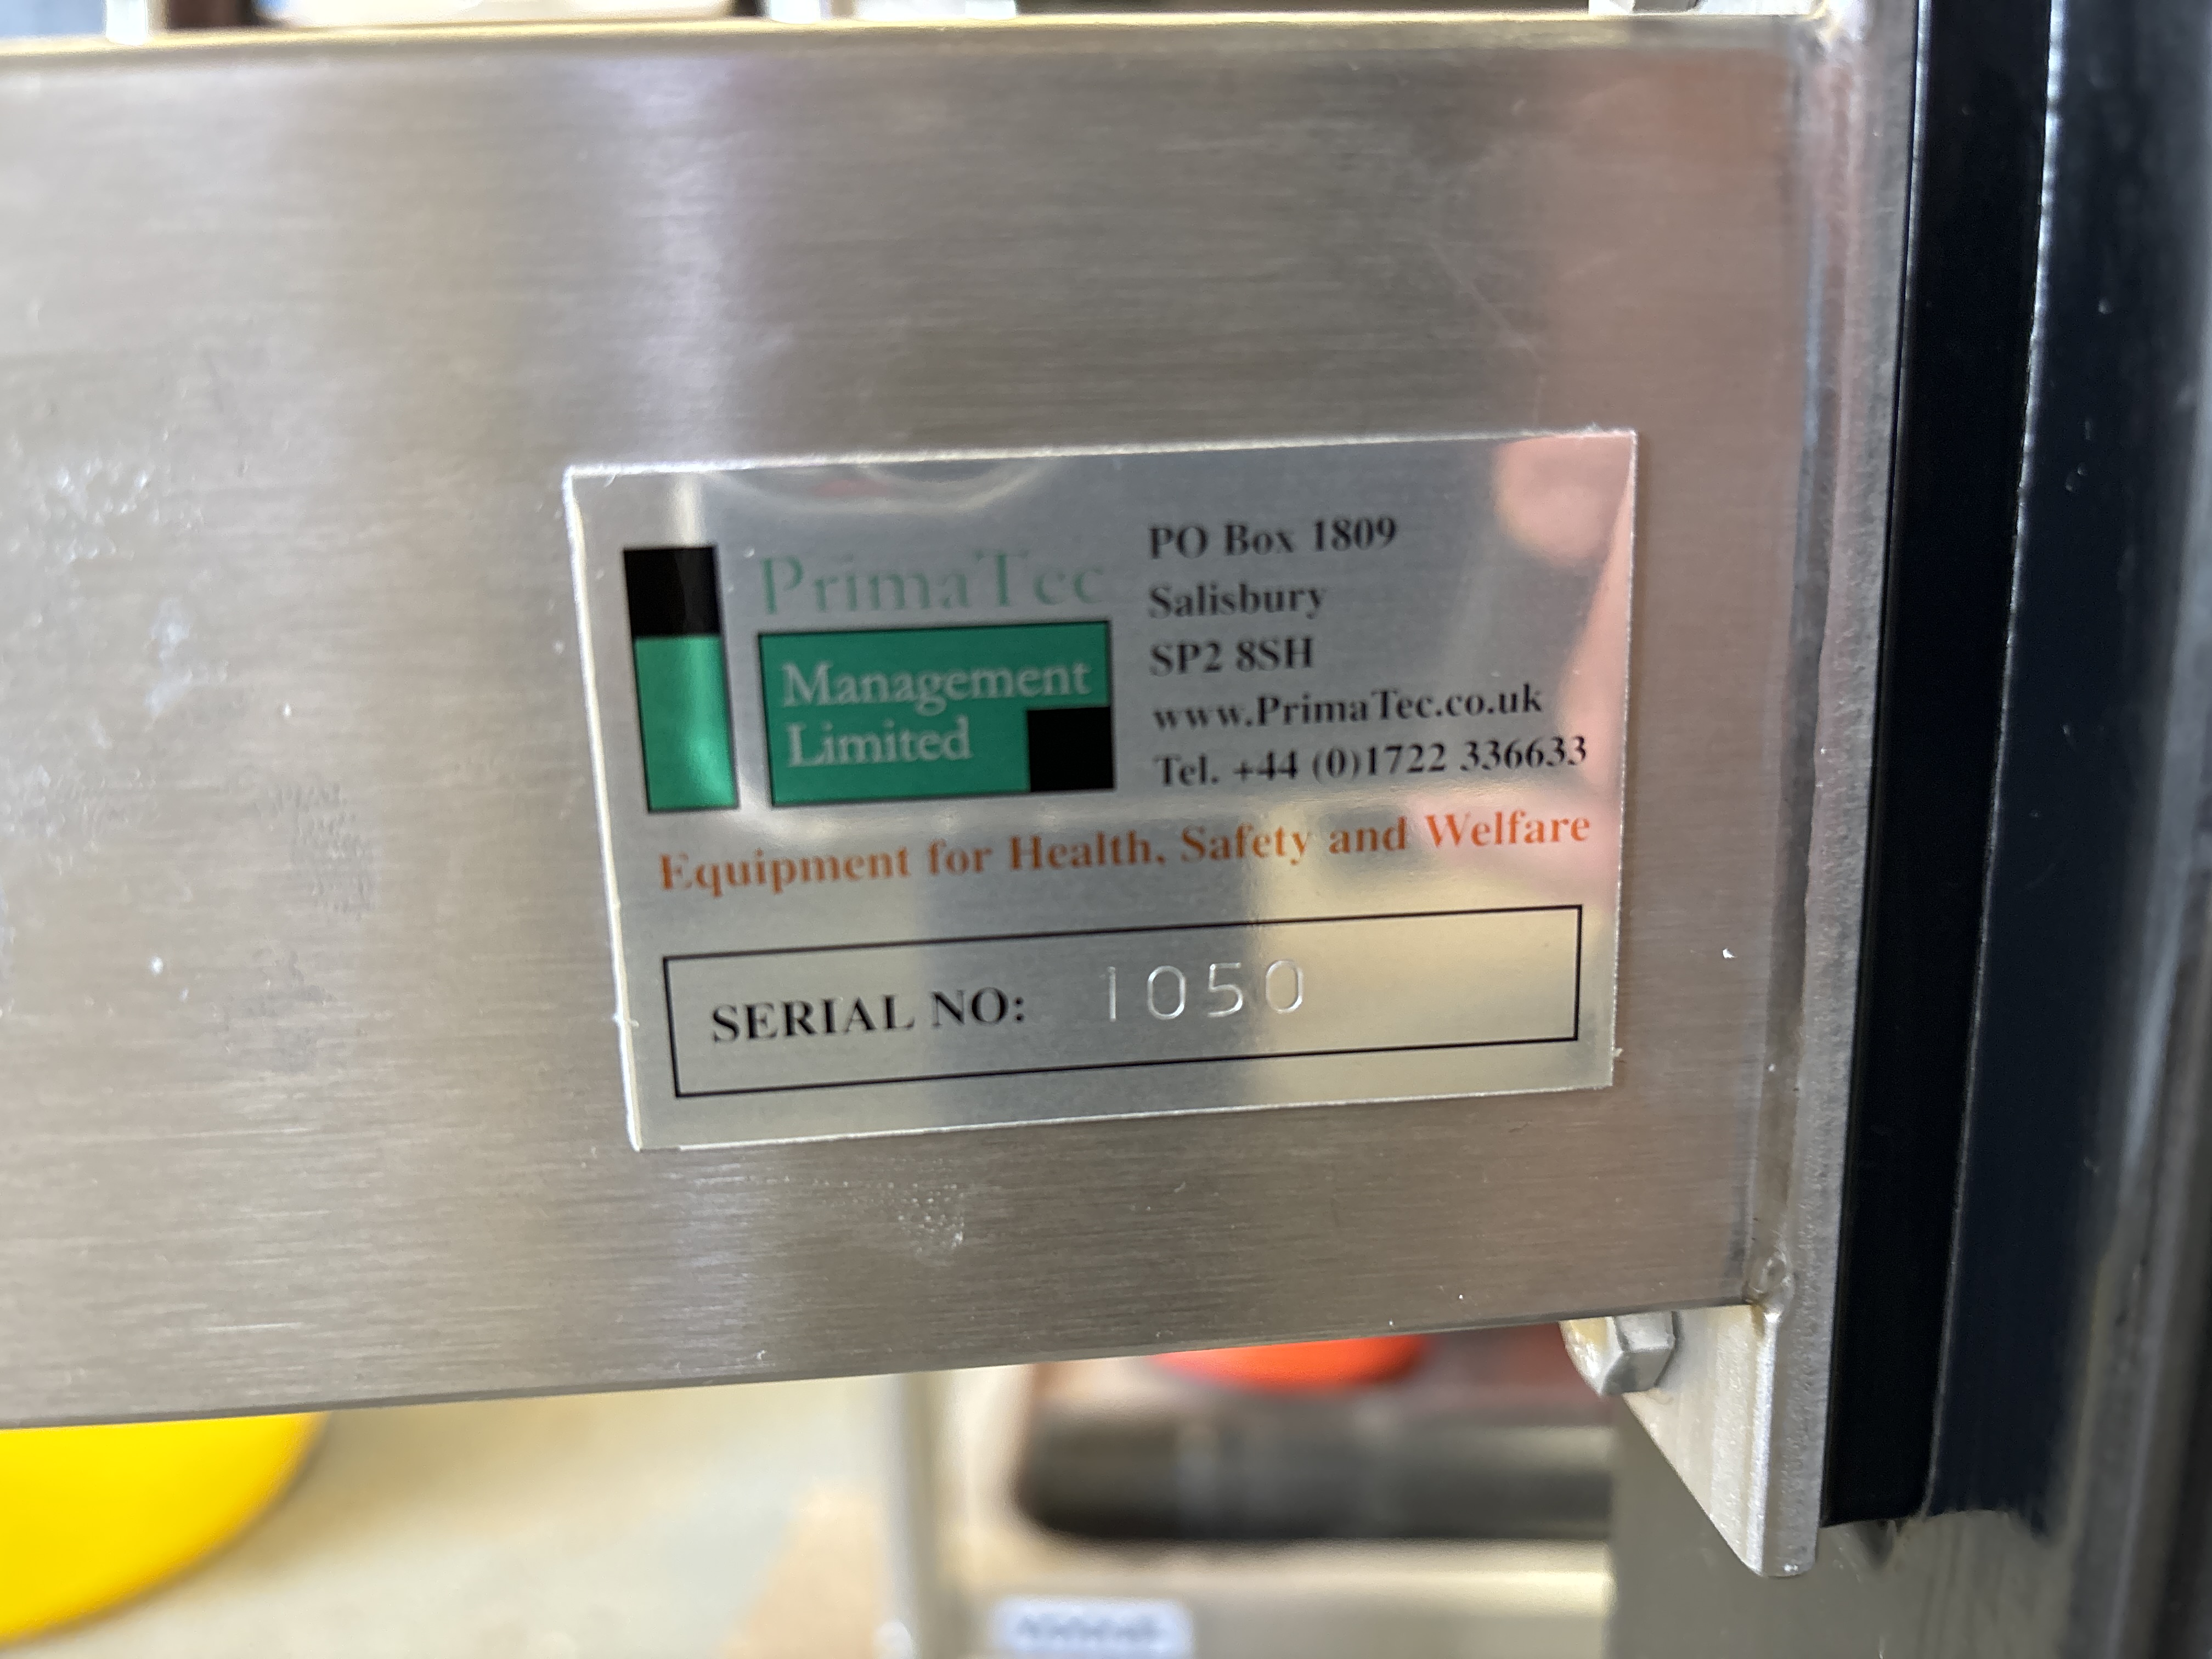 PrimaTec
Management
Limited
PO Box 1809
Salisbury
SP2 8SH
www.PrimaTec.co.uk
Tel. +44 (0)1722 336633
Equipment for Health, Safety and Welfare
SERIAL NO: 1050